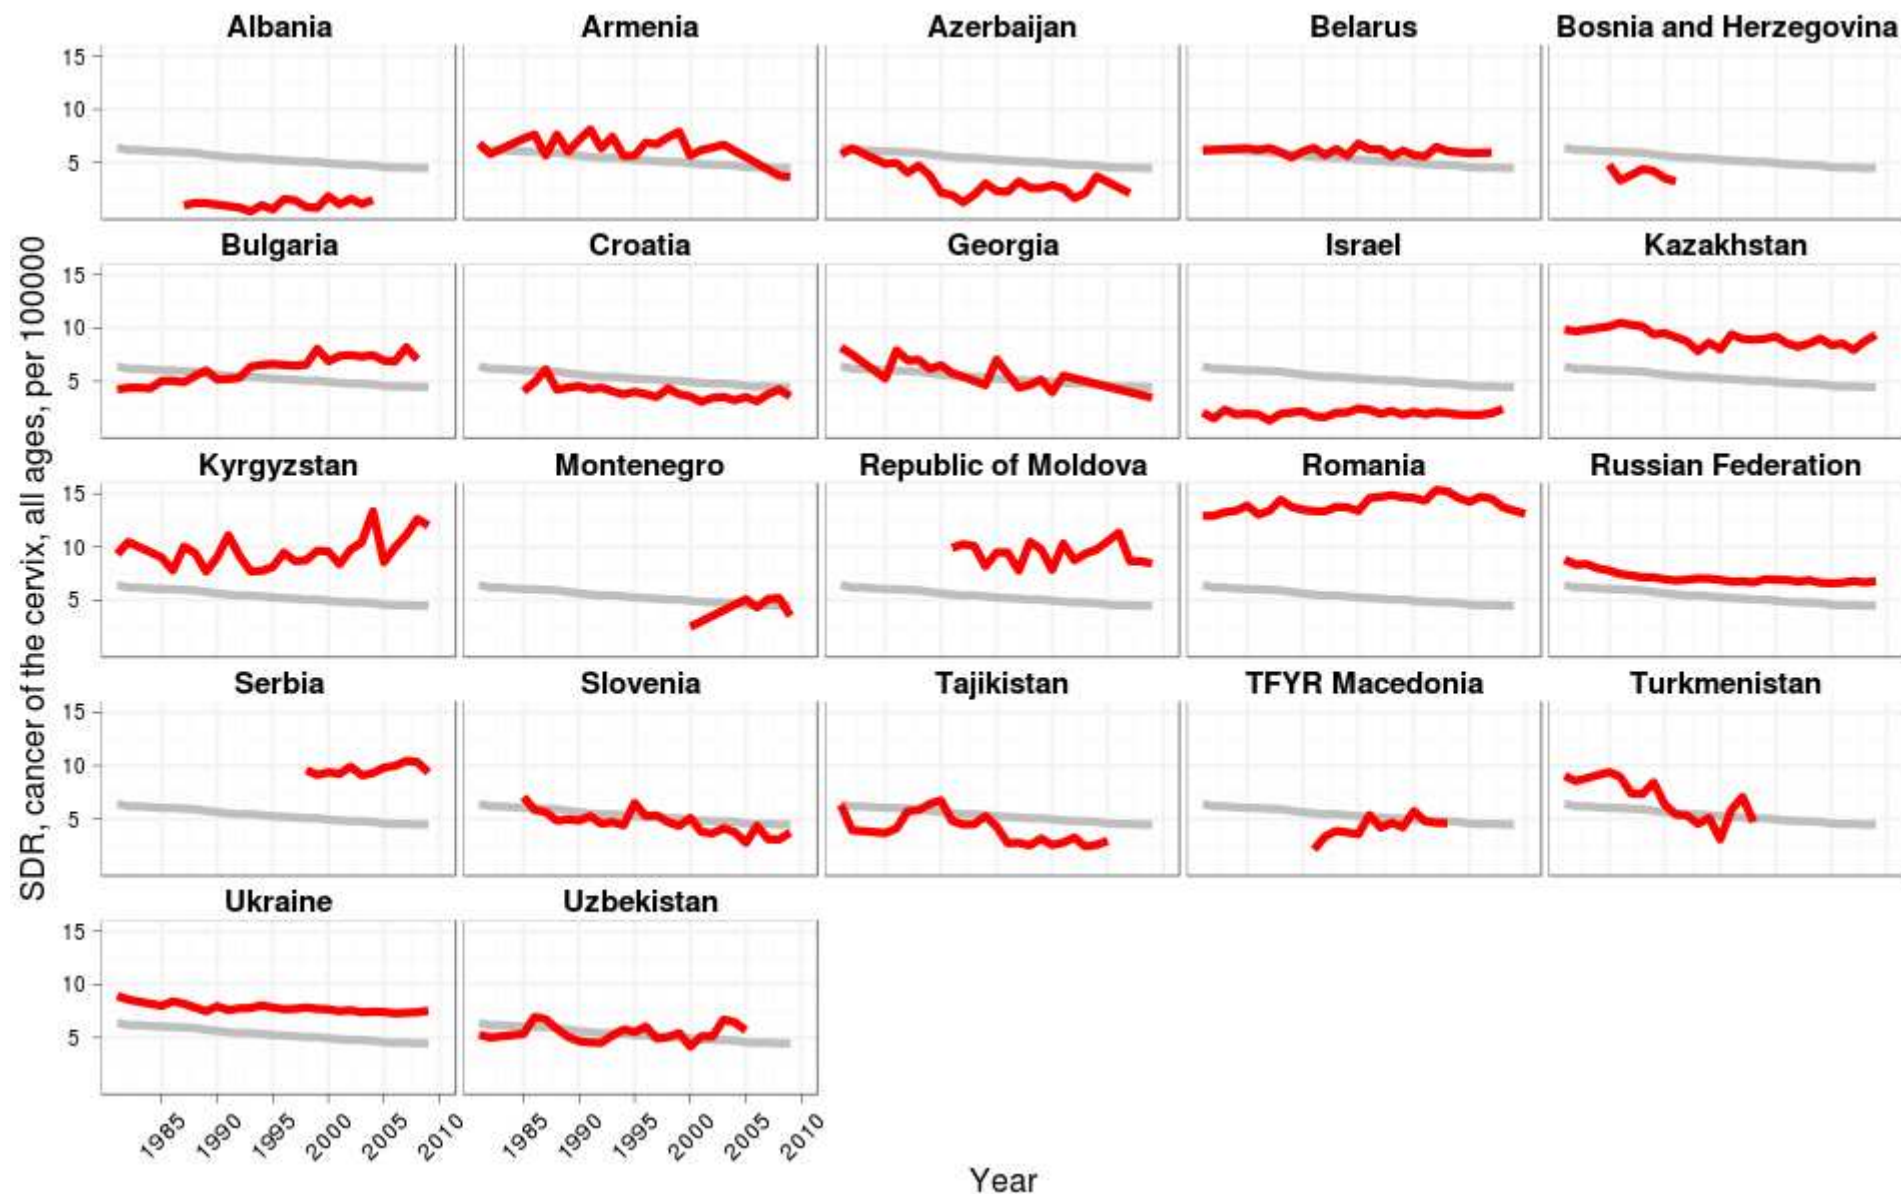 Albania Armenia Azerbaijan Belarus Bosnia and Herzegovina
15
10
5
Bulgaria Croatia Georgia Israel Kazakhstan
15
10
5
Kyrgyzstan Montenegro Republic of Moldova Romania Russian Federation
15
10
5
Serbia Slovenia Tajikistan TFYR Macedonia Turkmenistan
15
10
5
Ukraine Uzbekistan
15
10
5
SDR, cancer of the cervix, all ages, per 100000
1985 1990 1995 2000 2005 2010 1985 1990 1995 2000 2005 2010
Year